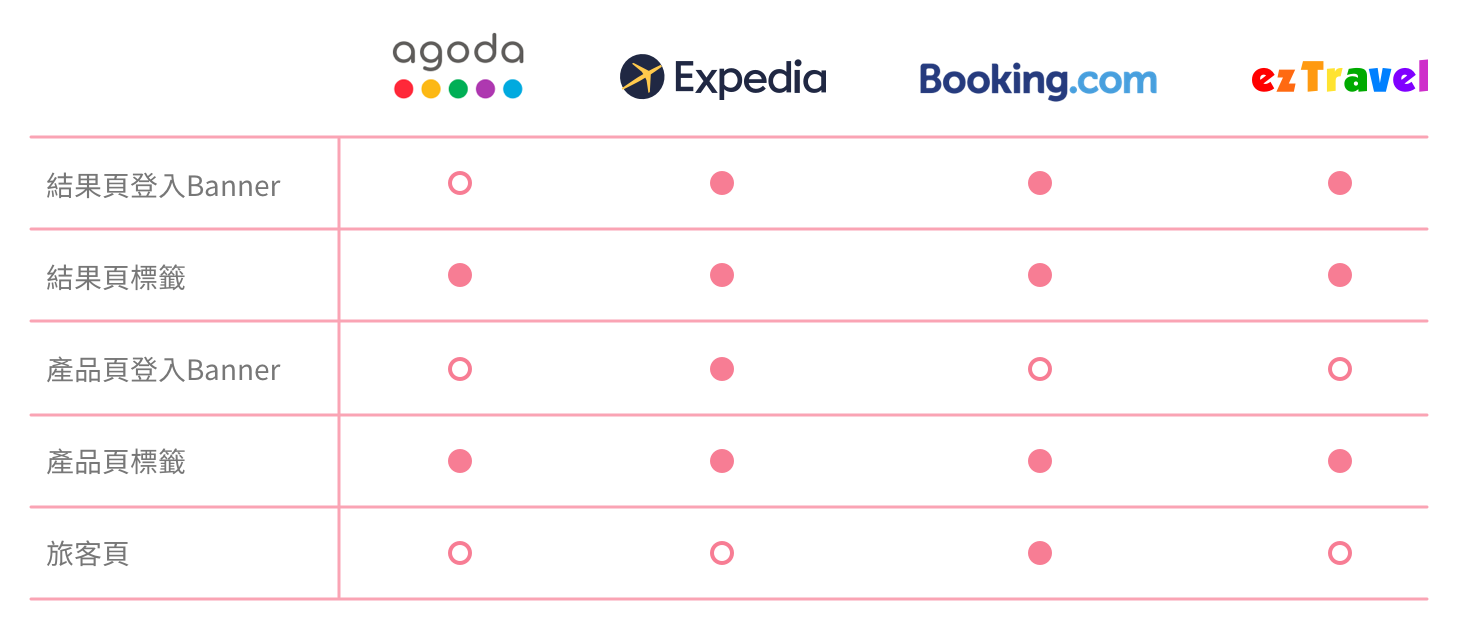 agoda
Expedia
Booking.com
ezTravel
結果頁登入Banner
結果頁標籤
產品頁登入Banner
產品頁標籤
旅客頁